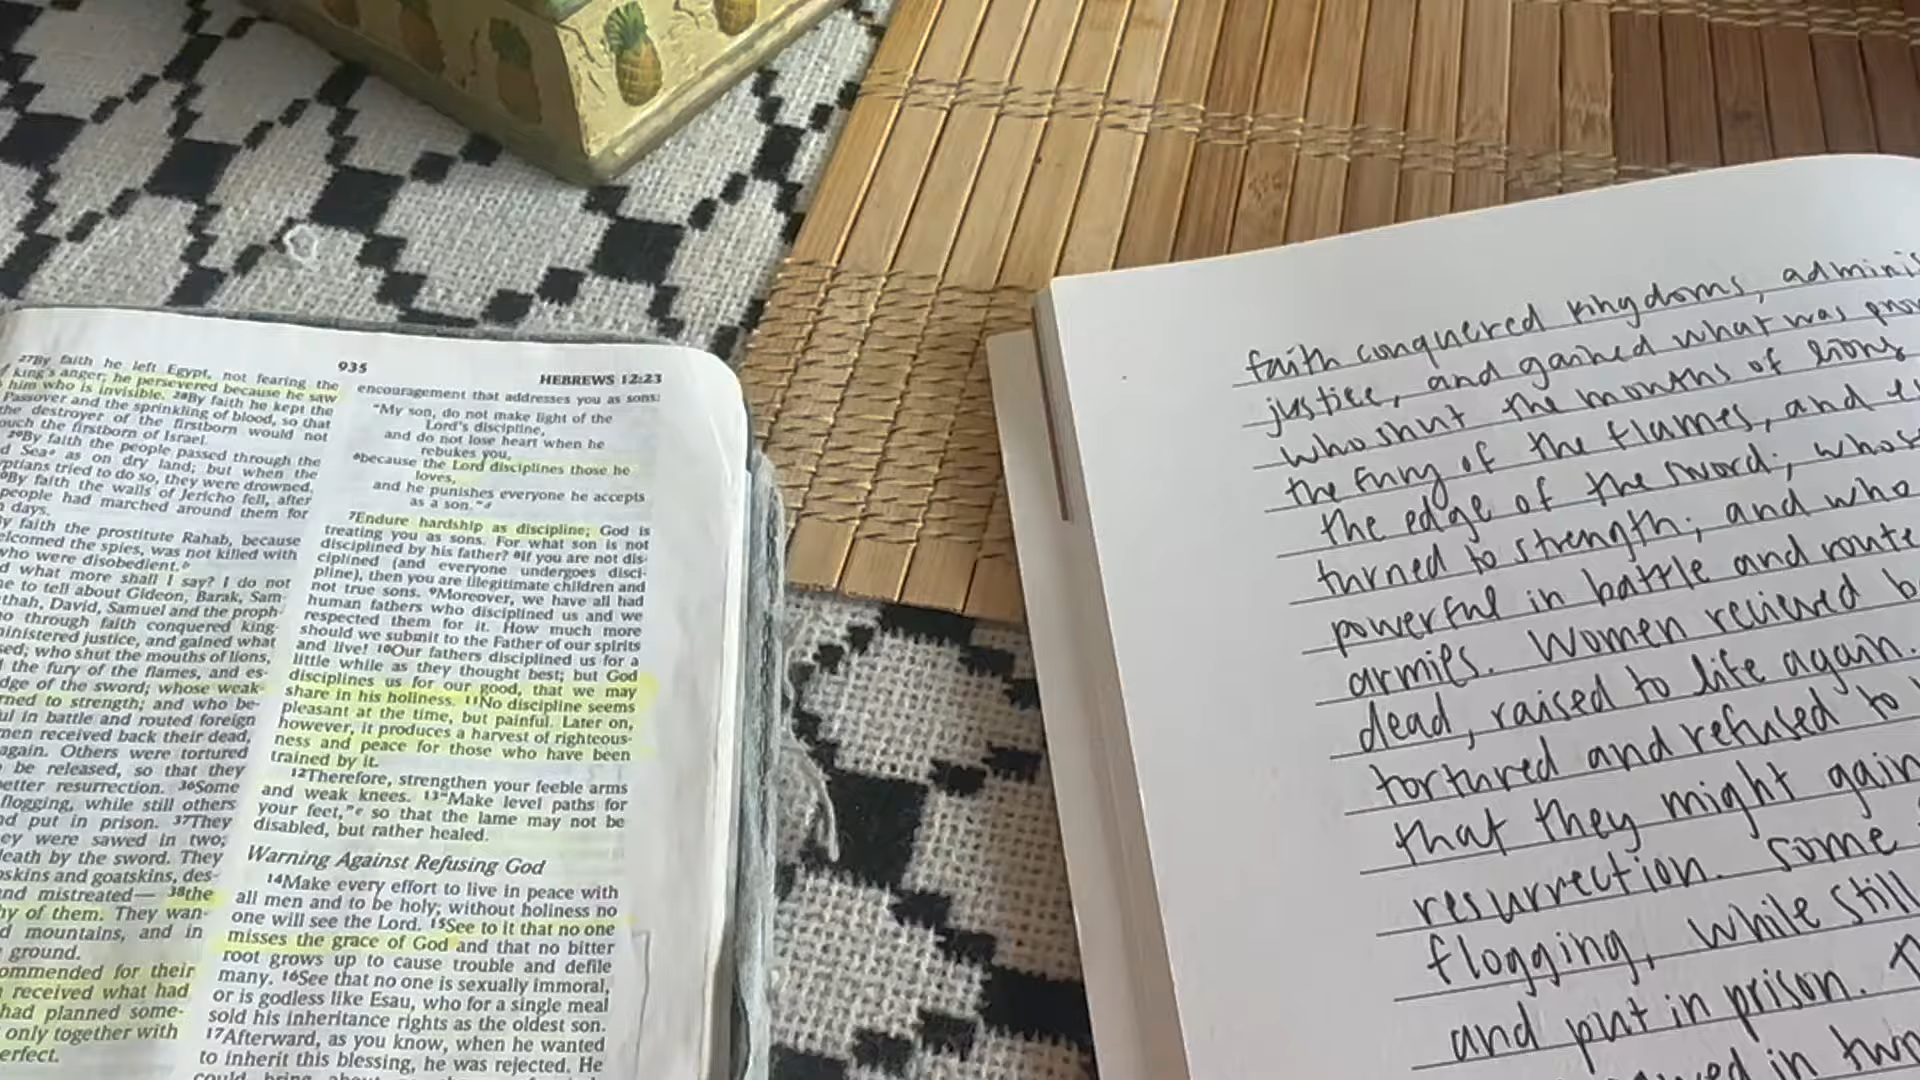 935
HEBREWS 12:23
27By faith he left Egypt, not fearing the
king's anger; he persevered because he saw
him who is invisible. 28By faith he kept the
Passover and the sprinkling of blood, so that
the destroyer of the firstborn would not
touch the firstborn of Israel.
29By faith the people passed through the
d Sea as on dry land; but when the
ptians tried to do so, they were drowned.
By faith the walls of Jericho fell, after
people had marched around them for
days.
y faith the prostitute Rahab, because
elcomed the spies, was not killed with
who were disobedient.
d what more shall I say? I do not
me to tell about Gideon, Barak, Sam-
thah, David, Samuel and the proph-
o through faith conquered king-
ministered justice, and gained what
sed; who shut the mouths of lions,
the fury of the flames, and es-
dge of the sword; whose weak-
rned to strength; and who be-
ul in battle and routed foreign
men received back their dead,
again. Others were tortured
be released, so that they
better resurrection. 36Some
flogging, while still others
nd put in prison. 37They
ey were sawed in two;
death by the sword. They
pskins and goatskins, des-
nd mistreated— 38the
hy of them. They wan-
d mountains, and in
ground.
ommended for their
received what had
had planned some-
only together with
erfect.
encouragement that addresses you as sons:
"My son, do not make light of the
Lord's discipline,
and do not lose heart when he
rebukes you,
6because the Lord disciplines those he
loves,
and he punishes everyone he accepts
as a son."d
7Endure hardship as discipline; God is
treating you as sons. For what son is not
disciplined by his father? 8If you are not dis-
ciplined (and everyone undergoes disci-
pline), then you are illegitimate children and
not true sons. 9Moreover, we have all had
human fathers who disciplined us and we
respected them for it. How much more
should we submit to the Father of our spirits
and live! 10Our fathers disciplined us for a
little while as they thought best; but God
disciplines us for our good, that we may
share in his holiness. 11No discipline seems
pleasant at the time, but painful. Later on,
however, it produces a harvest of righteous-
ness and peace for those who have been
trained by it.
12Therefore, strengthen your feeble arms
and weak knees. 13"Make level paths for
your feet,"e so that the lame may not be
disabled, but rather healed.
Warning Against Refusing God
14Make every effort to live in peace with
all men and to be holy; without holiness no
one will see the Lord. 15See to it that no one
misses the grace of God and that no bitter
root grows up to cause trouble and defile
many. 16See that no one is sexually immoral,
or is godless like Esau, who for a single meal
sold his inheritance rights as the oldest son.
17Afterward, as you know, when he wanted
to inherit this blessing, he was rejected. He
could bring about
faith conquered kingdoms, adminis
justice, and gained what was pro
who shut the mouths of lions
the fury of the flames, and e
the edge of the sword; whos
turned to strength; and who
powerful in battle and route
armies. Women recieved b
dead, raised to life again.
tortured and refused to
that they might gain
resurrection. Some
flogging, while still
and put in prison. T
in two